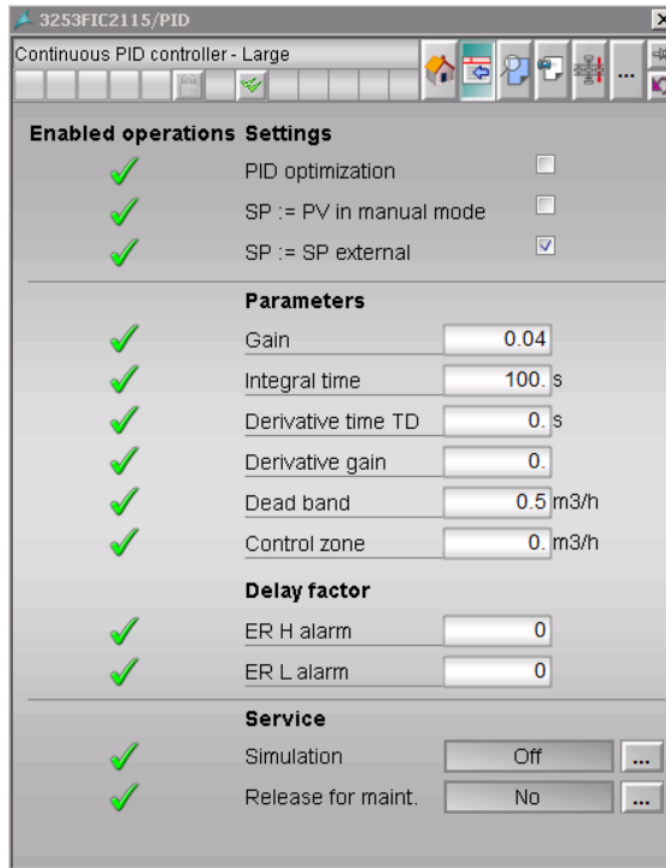 3253FIC2115/PID
Continuous PID controller - Large
...
Enabled operations Settings
PID optimization
SP := PV in manual mode
SP := SP external
Parameters
Gain 0.04
Integral time 100. s
Derivative time TD 0. s
Derivative gain 0.
Dead band 0.5 m3/h
Control zone 0. m3/h
Delay factor
ER H alarm 0
ER L alarm 0
Service
Simulation Off ...
Release for maint. No ...